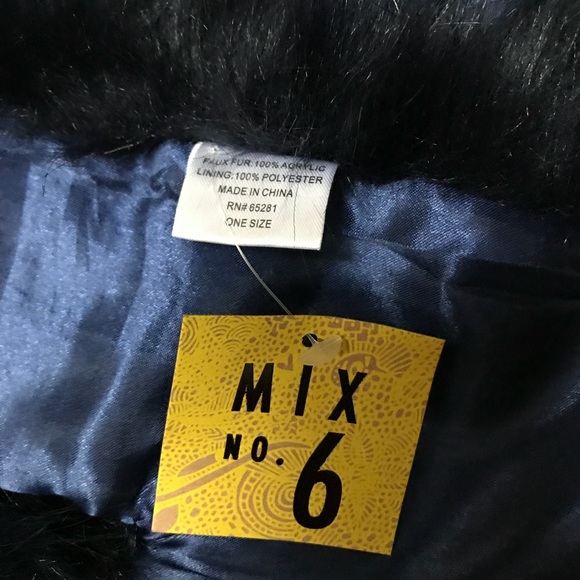 FAUX FUR:100% ACRYLIC
LINING:100% POLYESTER
MADE IN CHINA
RN# 65281
ONE SIZE
MIX
NO. 6